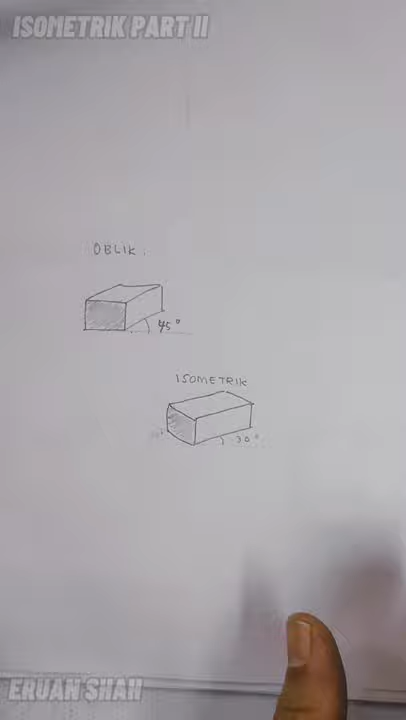 ISOMETRIK PART II
OBLIK.
45°
ISOMETRIK
30°
ERUAN SHAH